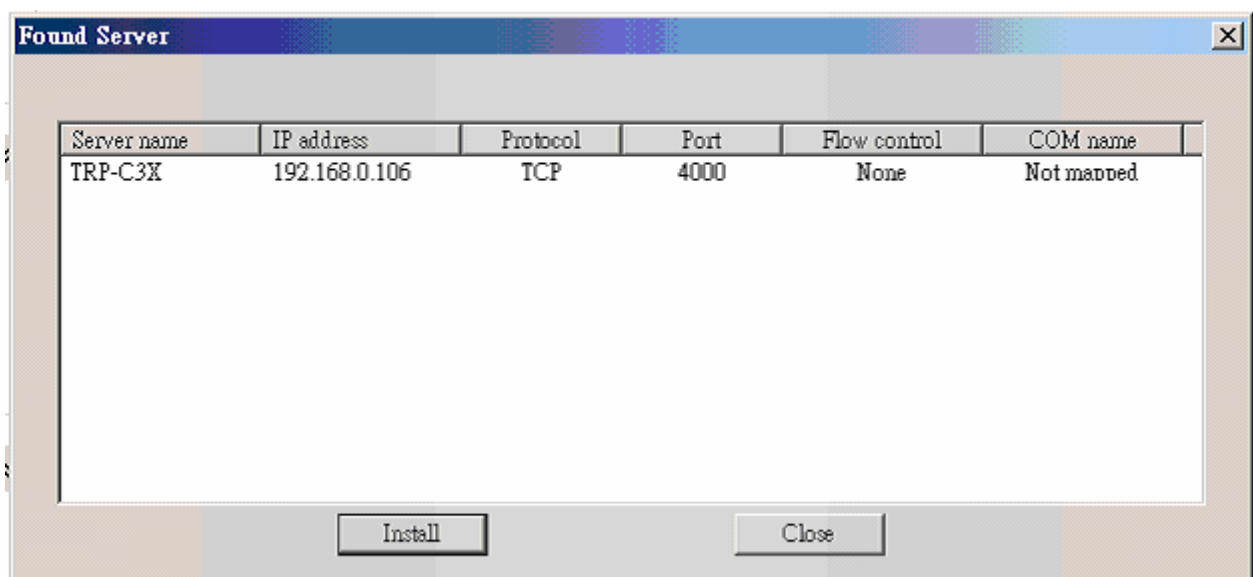 Found Server
Server name IP address Protocol Port Flow control COM name
TRP-C3X 192.168.0.106 TCP 4000 None Not mapped
Install Close